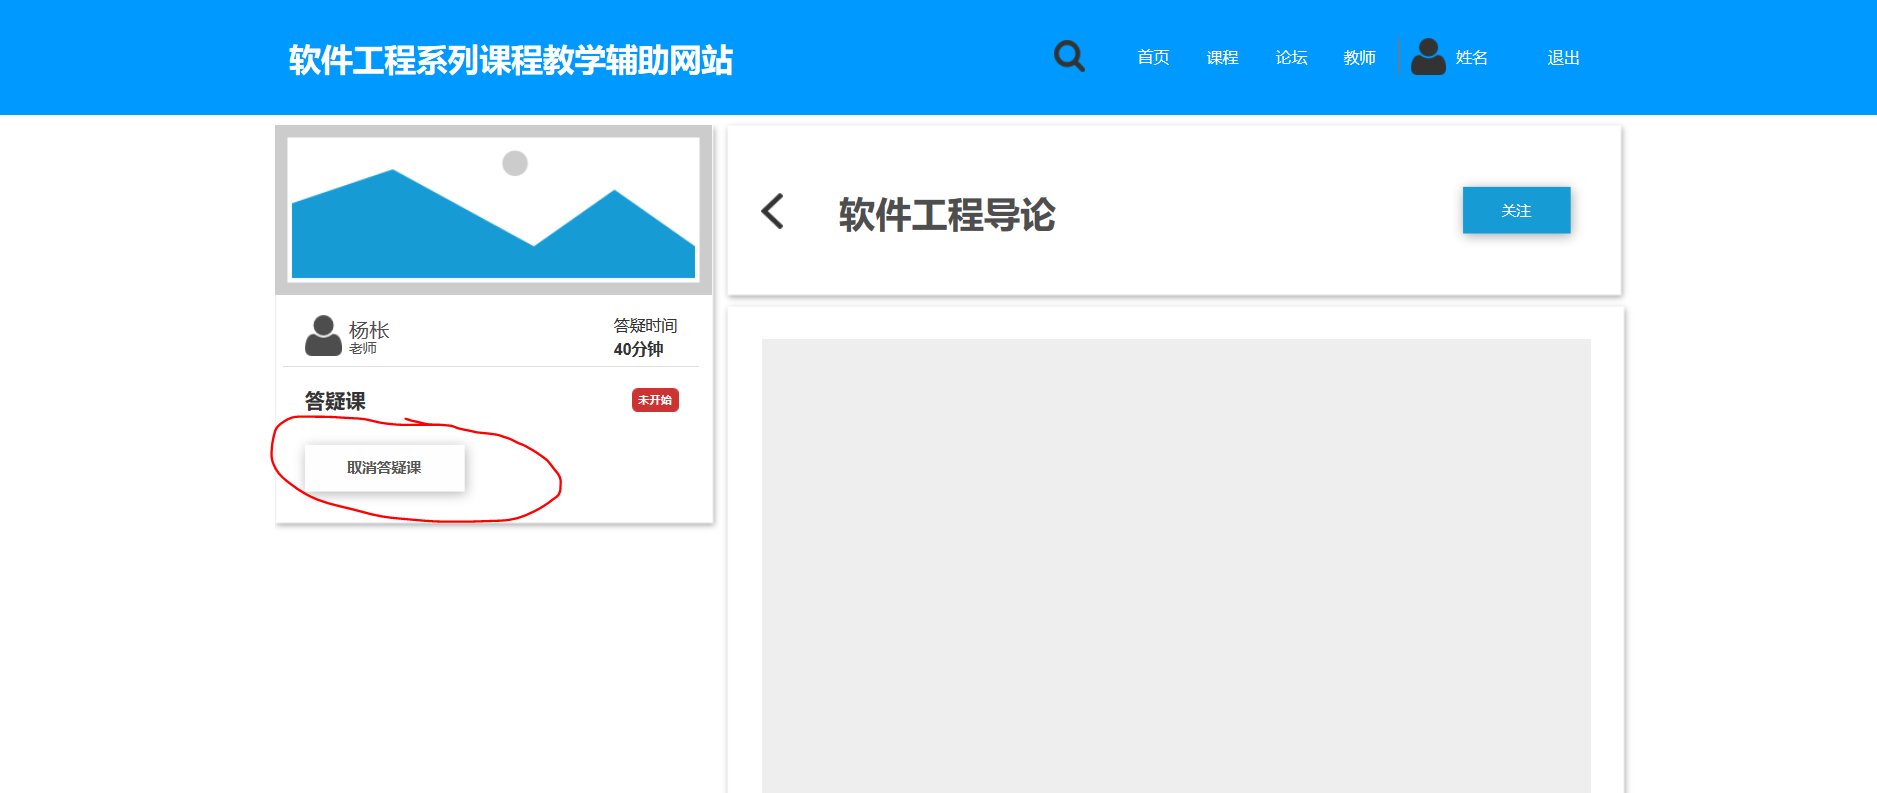 软件工程系列课程教学辅助网站
首页 课程 论坛 教师 姓名 退出
软件工程导论
关注
杨枨
老师
答疑时间
40分钟
答疑课
未开始
取消答疑课